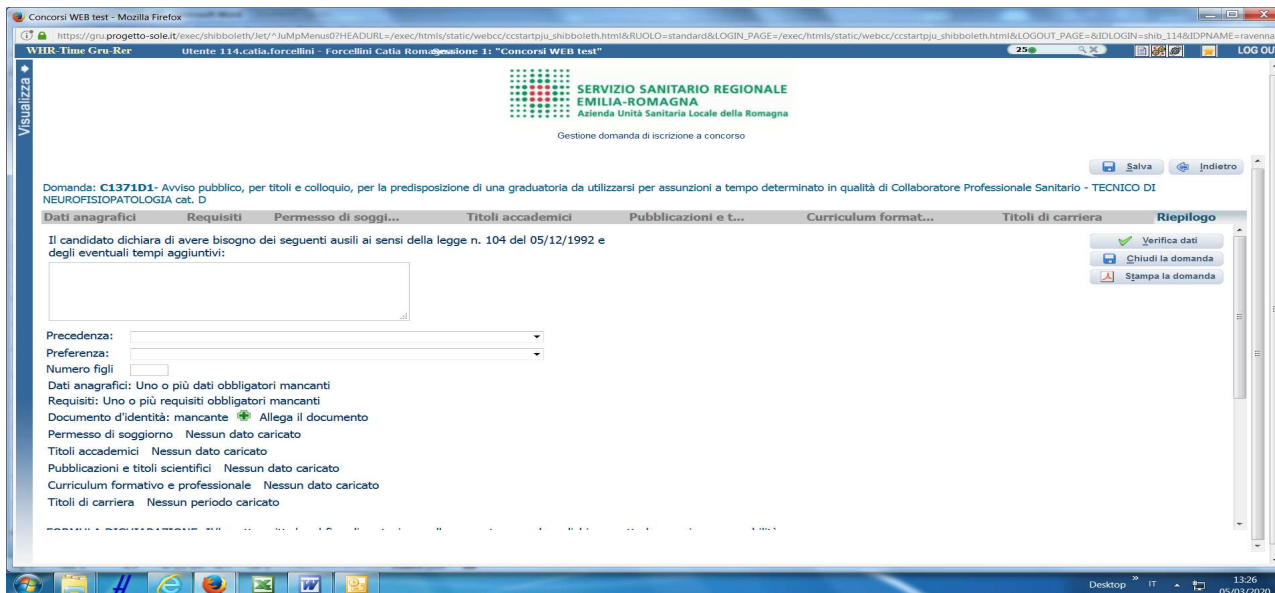 Concorsi WEB test - Mozilla Firefox
https://gru.progetto-sole.it/exec/shibboleth/Jet/^JuMpMenus0?HEADURL=/exec/htmls/static/webcc/ccstartpju_shibboleth.html&RUOLO=standard&LOGIN_PAGE=/exec/htmls/static/webcc/ccstartpju_shibboleth.html&LOGOUT_PAGE=&IDLOGIN=shib_114&IDPNAME=ravenna
WHR-Time Gru-Rer Utente 114.catia.forcellini - Forcellini Catia 1: "Concorsi WEB test" 25 LOG OU
Visualizza
SERVIZIO SANITARIO REGIONALE
EMILIA-ROMAGNA
Azienda Unità Sanitaria Locale della Romagna
Gestione domanda di iscrizione a concorso
Salva Indietro
Domanda: C1371D1- Avviso pubblico, per titoli e colloquio, per la predisposizione di una graduatoria da utilizzarsi per assunzioni a tempo determinato in qualità di Collaboratore Professionale Sanitario - TECNICO DI
NEUROFISIOPATOLOGIA cat. D
Dati anagrafici Requisiti Permesso di soggi... Titoli accademici Pubblicazioni e t... Curriculum format... Titoli di carriera Riepilogo
Il candidato dichiara di avere bisogno dei seguenti ausili ai sensi della legge n. 104 del 05/12/1992 e
degli eventuali tempi aggiuntivi:
Verifica dati
Chiudi la domanda
Stampa la domanda
Precedenza:
Preferenza:
Numero figli
Dati anagrafici: Uno o più dati obbligatori mancanti
Requisiti: Uno o più requisiti obbligatori mancanti
Documento d'identità: mancante Allega il documento
Permesso di soggiorno Nessun dato caricato
Titoli accademici Nessun dato caricato
Pubblicazioni e titoli scientifici Nessun dato caricato
Curriculum formativo e professionale Nessun dato caricato
Titoli di carriera Nessun periodo caricato
Desktop » IT 13:26
05/03/2020